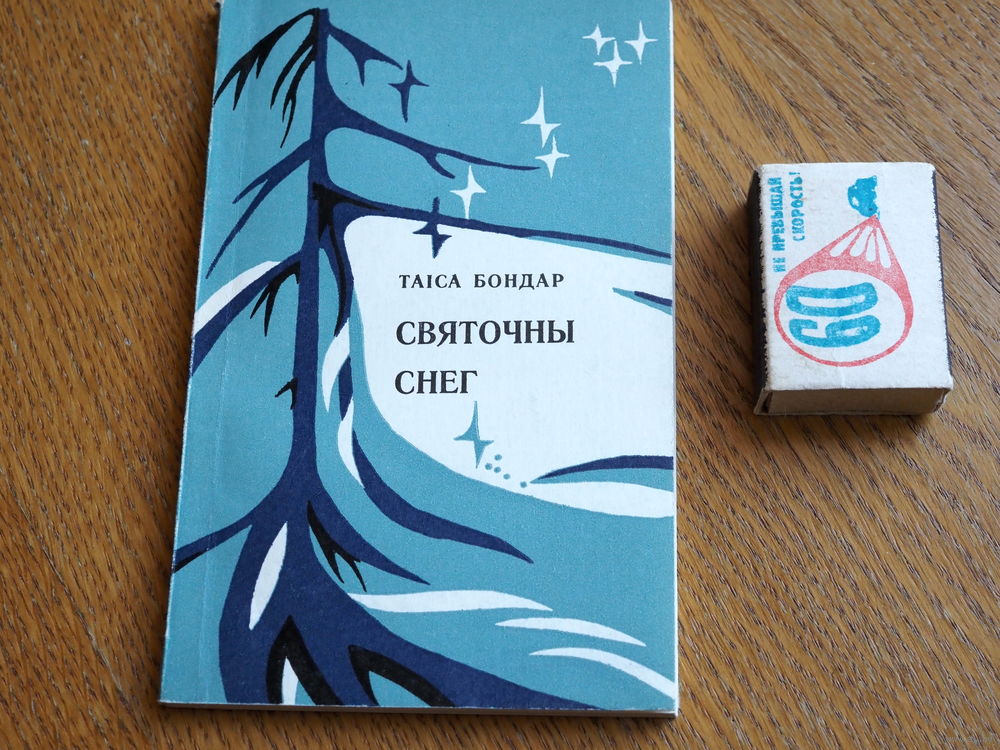 ТАІСА БОНДАР
СВЯТОЧНЫ
СНЕГ
НЕ ПРЕВЫШАЙ
СКОРОСТЬ!
60